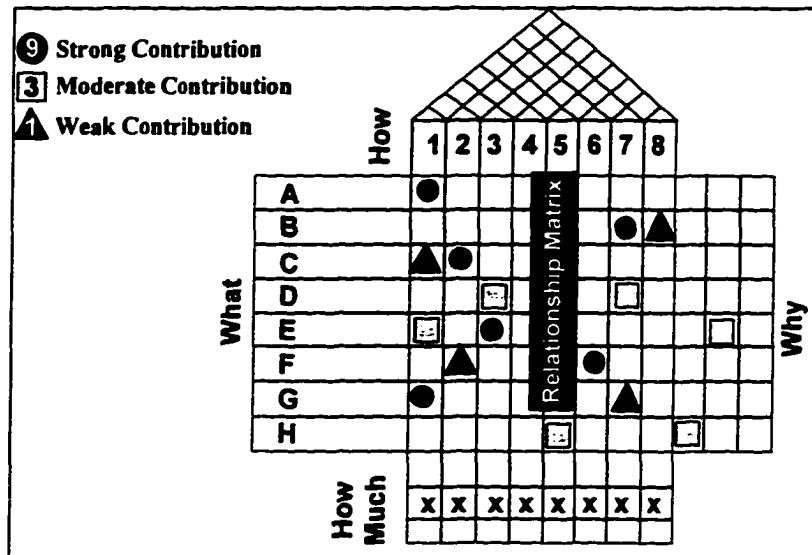 9 Strong Contribution
3 Moderate Contribution
1 Weak Contribution
How
1 2 3 4 5 6 7 8
What
A
B
C
D
E
F
G
H
Relationship Matrix
Why
How Much
x x x x x x x x